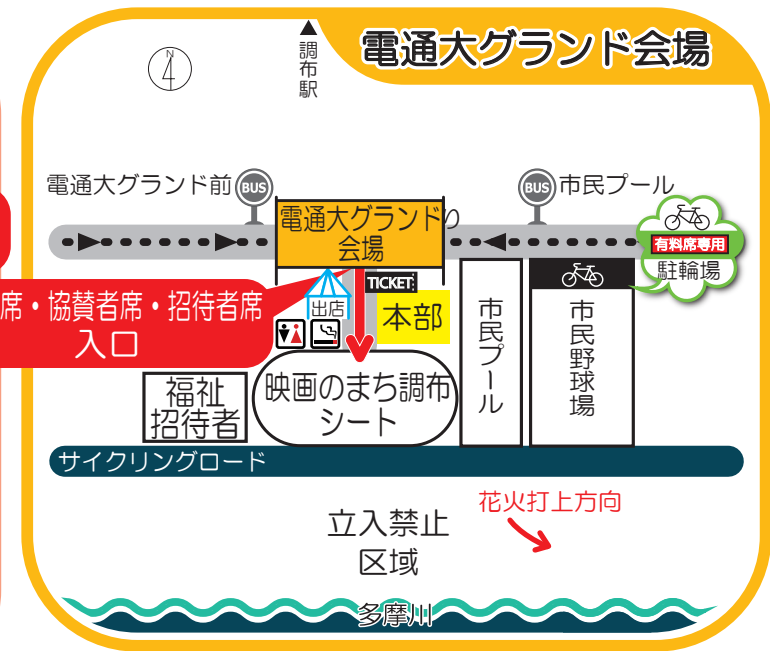 電通大グランド会場
N
▲調布駅
電通大グランド前
BUS
BUS
市民プール
電通大グランド
り
会場
有料席専用
駐輪場
席・協賛者席・招待者席
入口
TICKET
出店
本部
市民プール
市民野球場
福祉
招待者
映画のまち調布
シート
サイクリングロード
花火打上方向
立入禁止
区域
多摩川